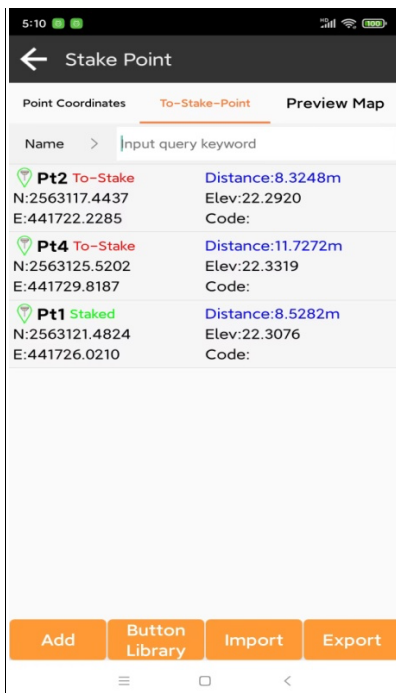 5:10 HD 100
Stake Point
Point Coordinates To-Stake-Point Preview Map
Name > Input query keyword
Pt2 To-Stake Distance:8.3248m
N:2563117.4437 Elev:22.2920
E:441722.2285 Code:
Pt4 To-Stake Distance:11.7272m
N:2563125.5202 Elev:22.3319
E:441729.8187 Code:
Pt1 Staked Distance:8.5282m
N:2563121.4824 Elev:22.3076
E:441726.0210 Code:
Add Button Library Import Export